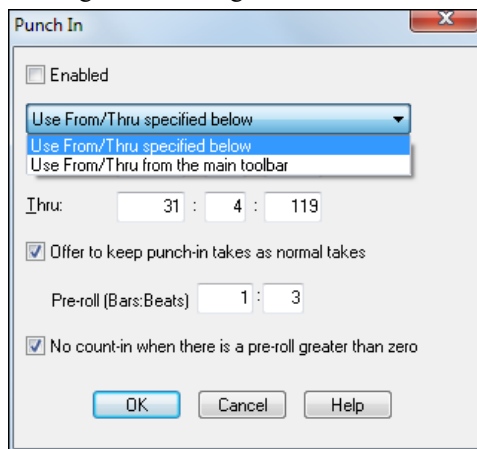 Punch In
Enabled
Use From/Thru specified below
Use From/Thru specified below
Use From/Thru from the main toolbar
Thru: 31 : 4 : 119
Offer to keep punch-in takes as normal takes
Pre-roll (Bars:Beats) 1 : 3
No count-in when there is a pre-roll greater than zero
OK Cancel Help